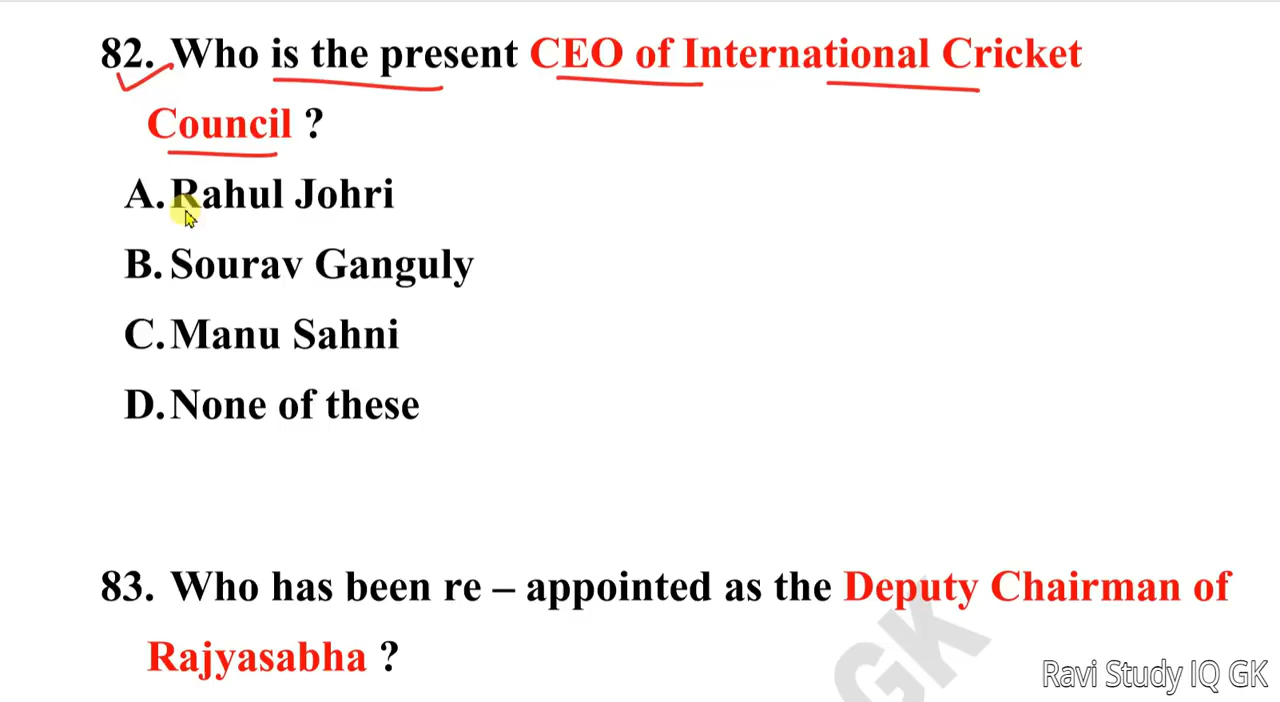 82. Who is the present CEO of International Cricket
Council ?
A. Rahul Johri
B. Sourav Ganguly
C. Manu Sahni
D. None of these
83. Who has been re – appointed as the Deputy Chairman of
Rajyasabha ?
GK
Ravi Study IQ GK